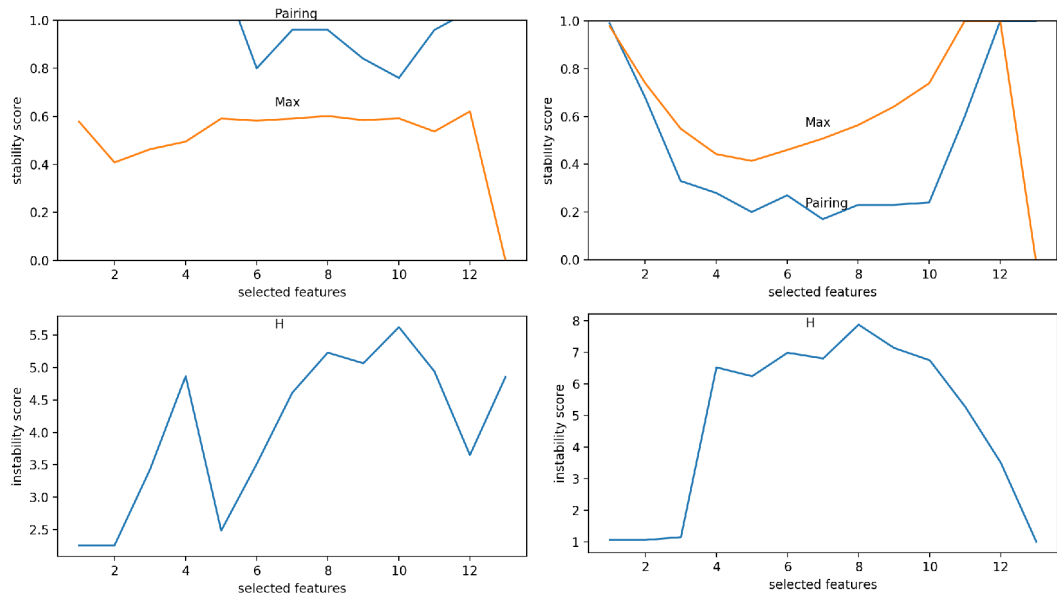 Pairing
Max
stability score
1.0
0.8
0.6
0.4
0.2
0.0
2 4 6 8 10 12
selected features
Max
Pairing
stability score
1.0
0.8
0.6
0.4
0.2
0.0
2 4 6 8 10 12
selected features
H
instability score
5.5
5.0
4.5
4.0
3.5
3.0
2.5
2 4 6 8 10 12
selected features
H
instability score
8
7
6
5
4
3
2
1
2 4 6 8 10 12
selected features